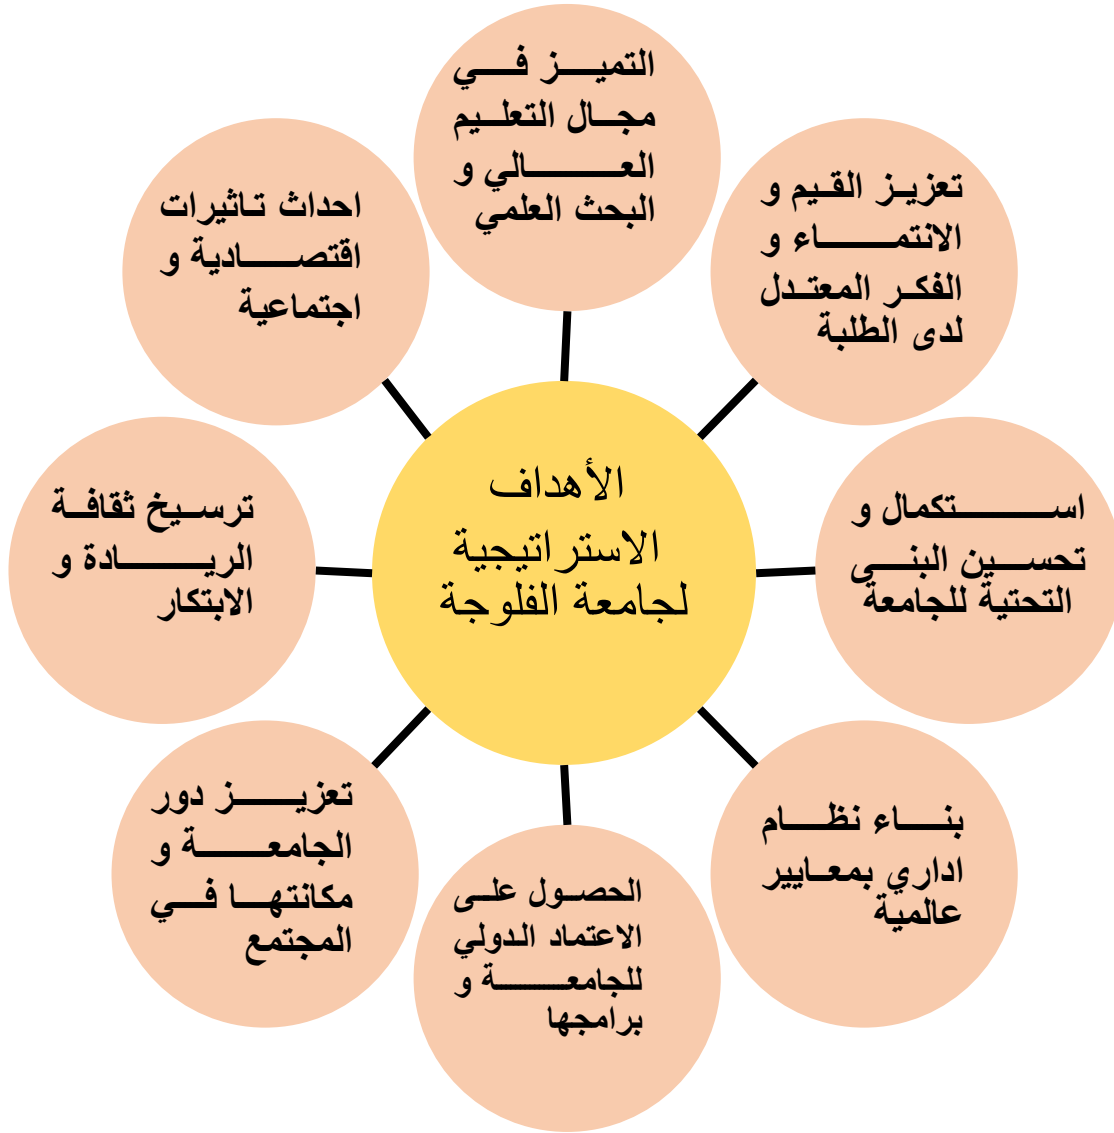 التميز في
مجال التعليم
العالي و
البحث العلمي
تعزيز القيم و
الانتماء و
الفكر المعتدل
لدى الطلبة
استكمال و
تحسين البنى
التحتية للجامعة
بناء نظام
اداري بمعايير
عالمية
الحصول على
الاعتماد الدولي
للجامعة و
برامجها
تعزيز دور
الجامعة و
مكانتها في
المجتمع
ترسيخ ثقافة
الريادة و
الابتكار
احداث تاثيرات
اقتصادية و
اجتماعية
الأهداف
الاستراتيجية
لجامعة الفلوجة